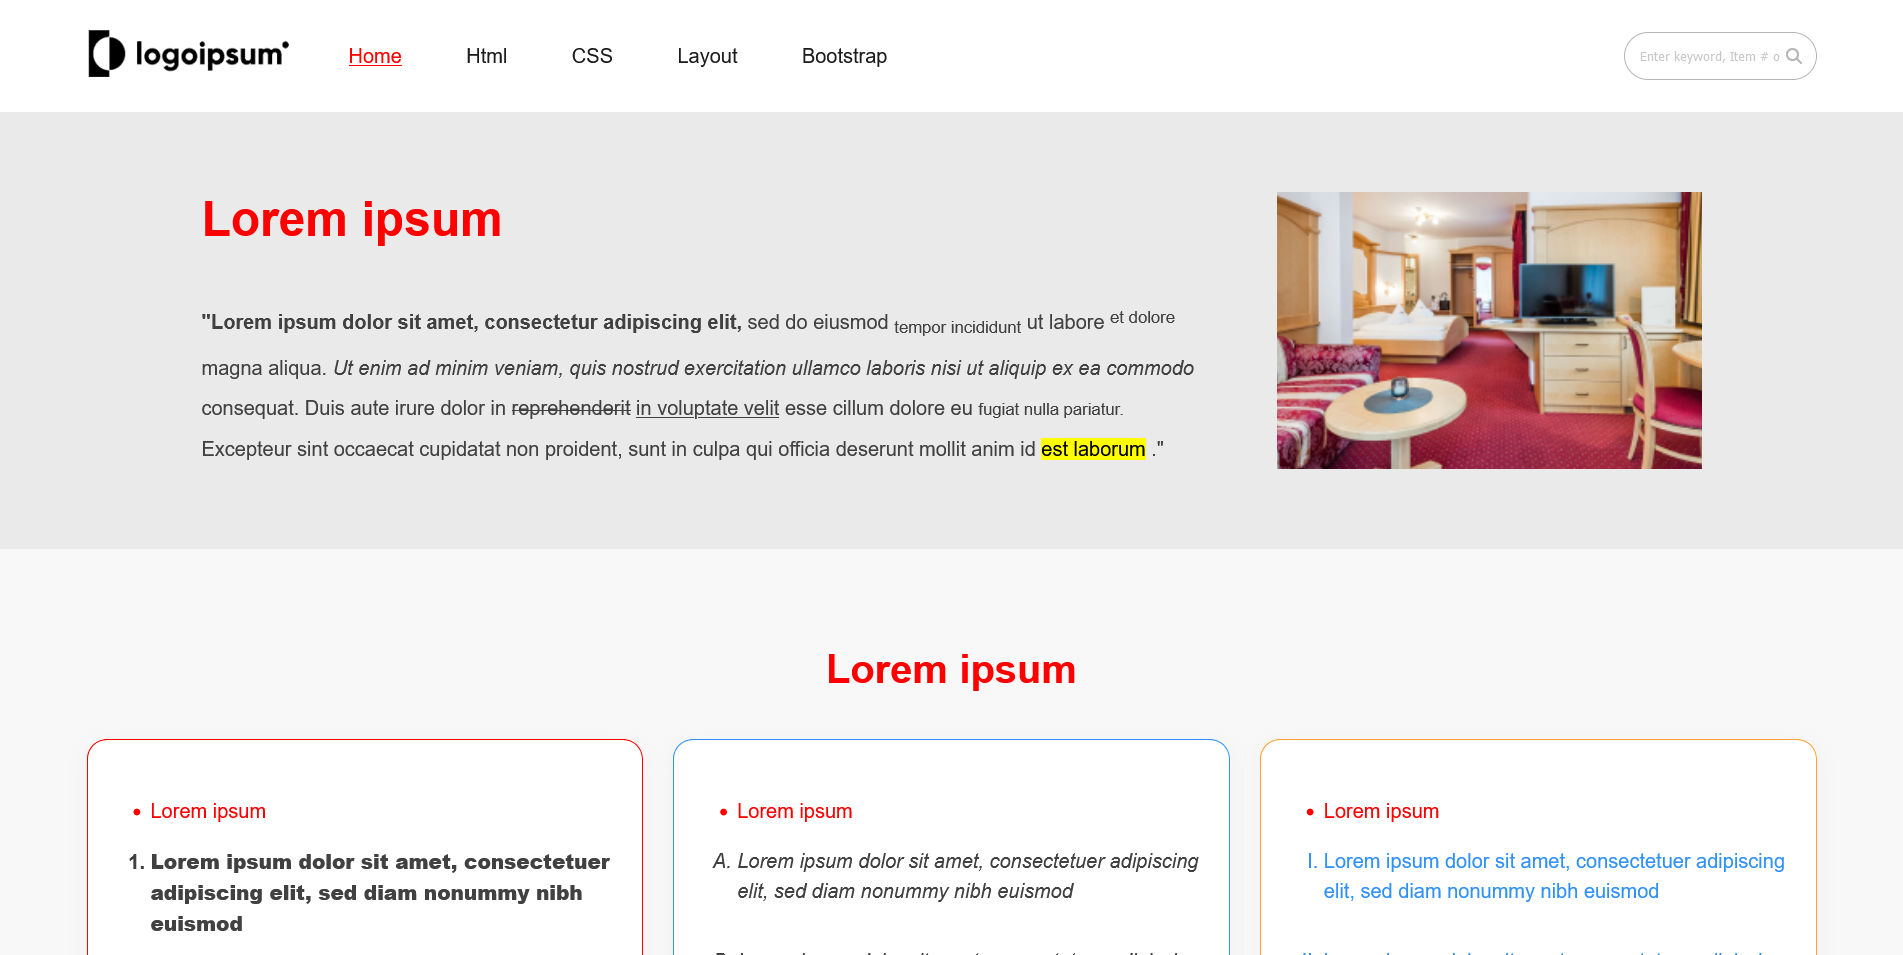 logoipsum Home Html CSS Layout Bootstrap Enter keyword, Item # o
Lorem ipsum
"Lorem ipsum dolor sit amet, consectetur adipiscing elit, sed do eiusmod tempor incididunt ut labore et dolore
magna aliqua. Ut enim ad minim veniam, quis nostrud exercitation ullamco laboris nisi ut aliquip ex ea commodo
consequat. Duis aute irure dolor in reprehenderit in voluptate velit esse cillum dolore eu fugiat nulla pariatur.
Excepteur sint occaecat cupidatat non proident, sunt in culpa qui officia deserunt mollit anim id est laborum ."
Lorem ipsum
• Lorem ipsum
1. Lorem ipsum dolor sit amet, consectetuer
adipiscing elit, sed diam nonummy nibh
euismod
• Lorem ipsum
A. Lorem ipsum dolor sit amet, consectetuer adipiscing
elit, sed diam nonummy nibh euismod
• Lorem ipsum
I. Lorem ipsum dolor sit amet, consectetuer adipiscing
elit, sed diam nonummy nibh euismod